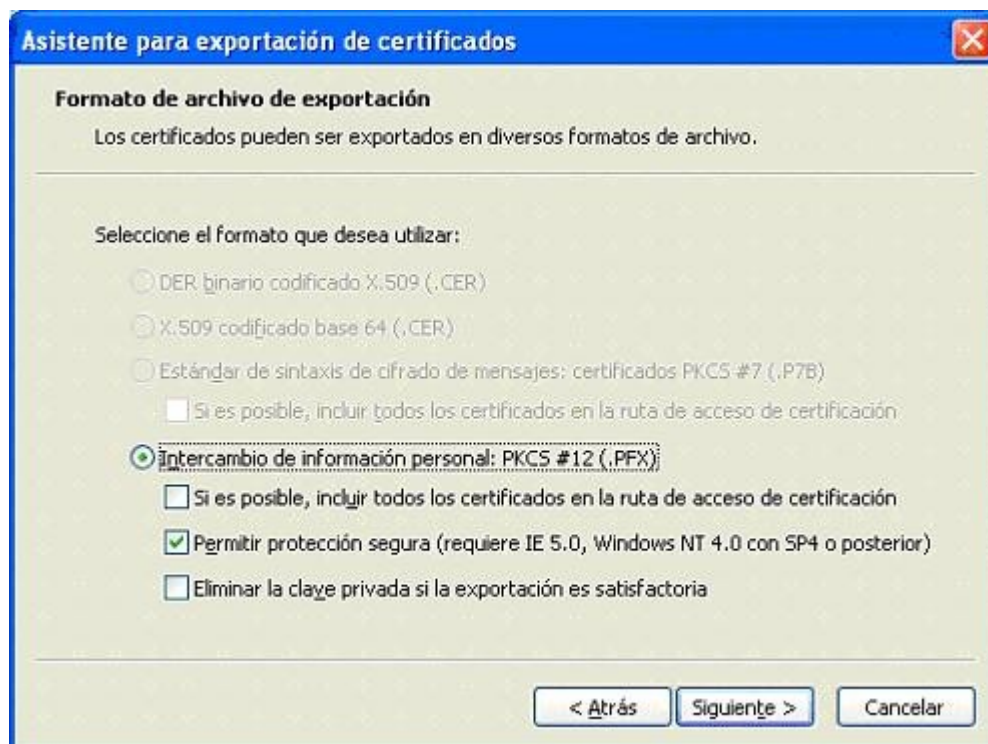 Asistente para exportación de certificados
Formato de archivo de exportación
Los certificados pueden ser exportados en diversos formatos de archivo.
Seleccione el formato que desea utilizar:
DER binario codificado X.509 (.CER)
X.509 codificado base 64 (.CER)
Estándar de sintaxis de cifrado de mensajes: certificados PKCS #7 (.P7B)
Si es posible, incluir todos los certificados en la ruta de acceso de certificación
Intercambio de información personal: PKCS #12 (.PFX)
Si es posible, incluir todos los certificados en la ruta de acceso de certificación
Permitir protección segura (requiere IE 5.0, Windows NT 4.0 con SP4 o posterior)
Eliminar la clave privada si la exportación es satisfactoria
< Atrás Siguiente > Cancelar